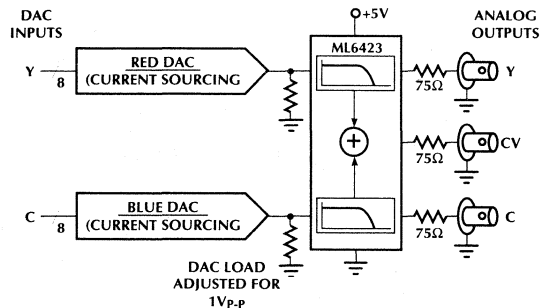 DAC
INPUTS
+5V
ANALOG
OUTPUTS
ML6423
Y
8
RED DAC
(CURRENT SOURCING
75Ω
Y
75Ω
CV
C
8
BLUE DAC
(CURRENT SOURCING
75Ω
C
DAC LOAD
ADJUSTED FOR
1VP-P